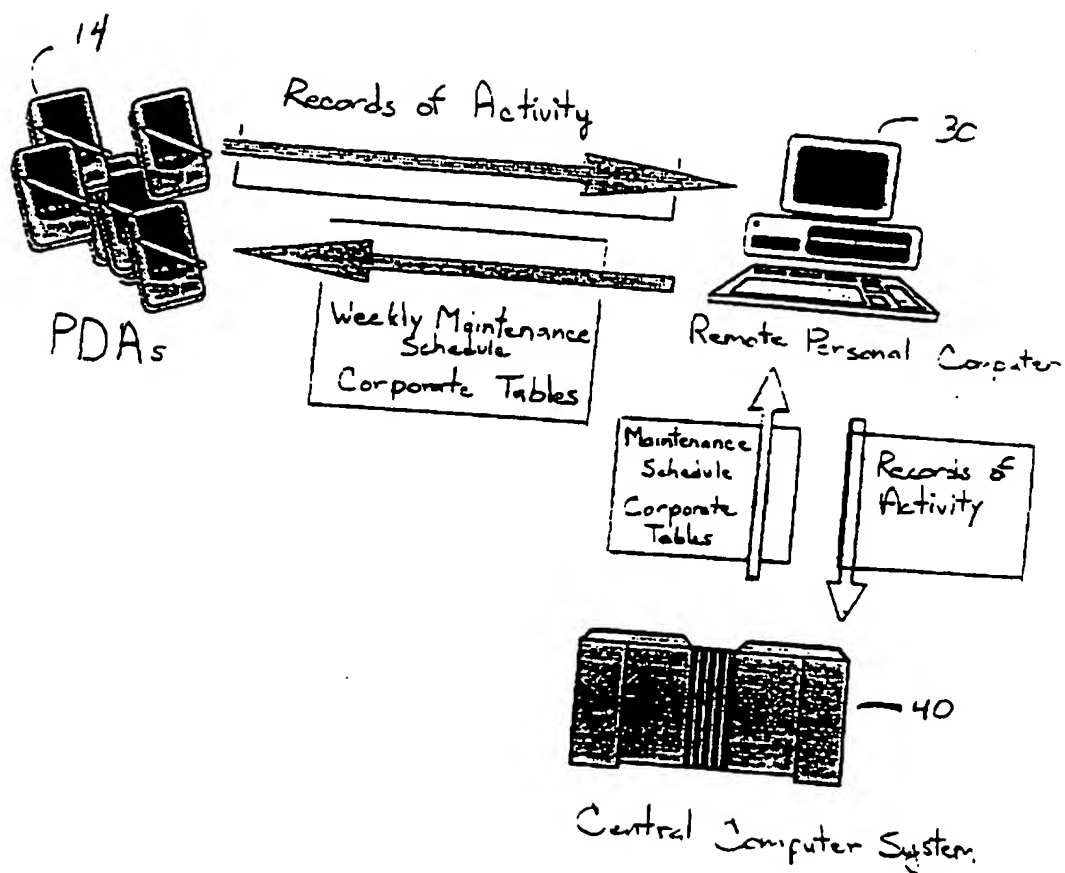 14
Records of Activity
30
PDAs
Weekly Maintenance
Schedule
Corporate Tables
Remote Personal Computer
Maintenance
Schedule
Corporate
Tables
Records of
Activity
40
Central Computer System